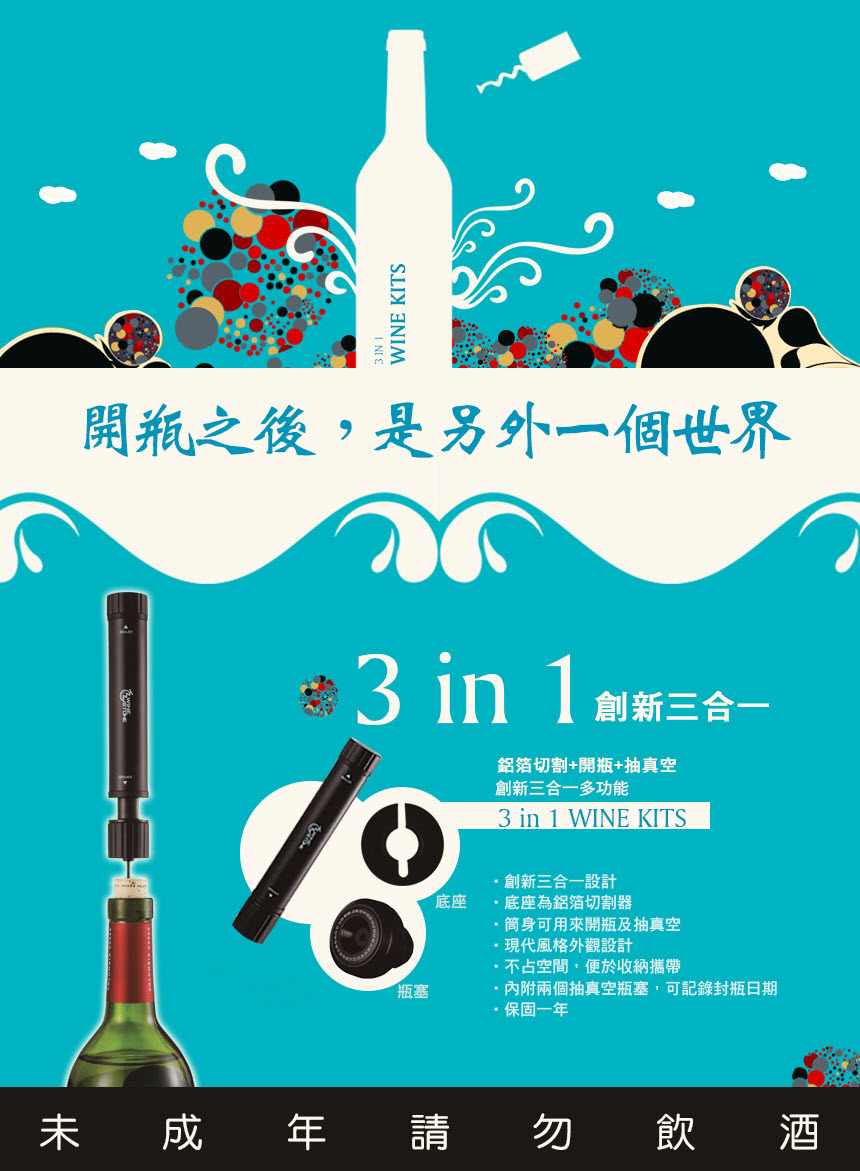 3 IN 1
WINE KITS
開瓶之後，是另外一個世界
3 in 1 創新三合一
鋁箔切割+開瓶+抽真空
創新三合一多功能
3 in 1 WINE KITS
底座
瓶塞
・創新三合一設計
・底座為鋁箔切割器
・筒身可用來開瓶及抽真空
・現代風格外觀設計
・不占空間，便於收納攜帶
・內附兩個抽真空瓶塞，可記錄封瓶日期
・保固一年
未成年請勿飲酒